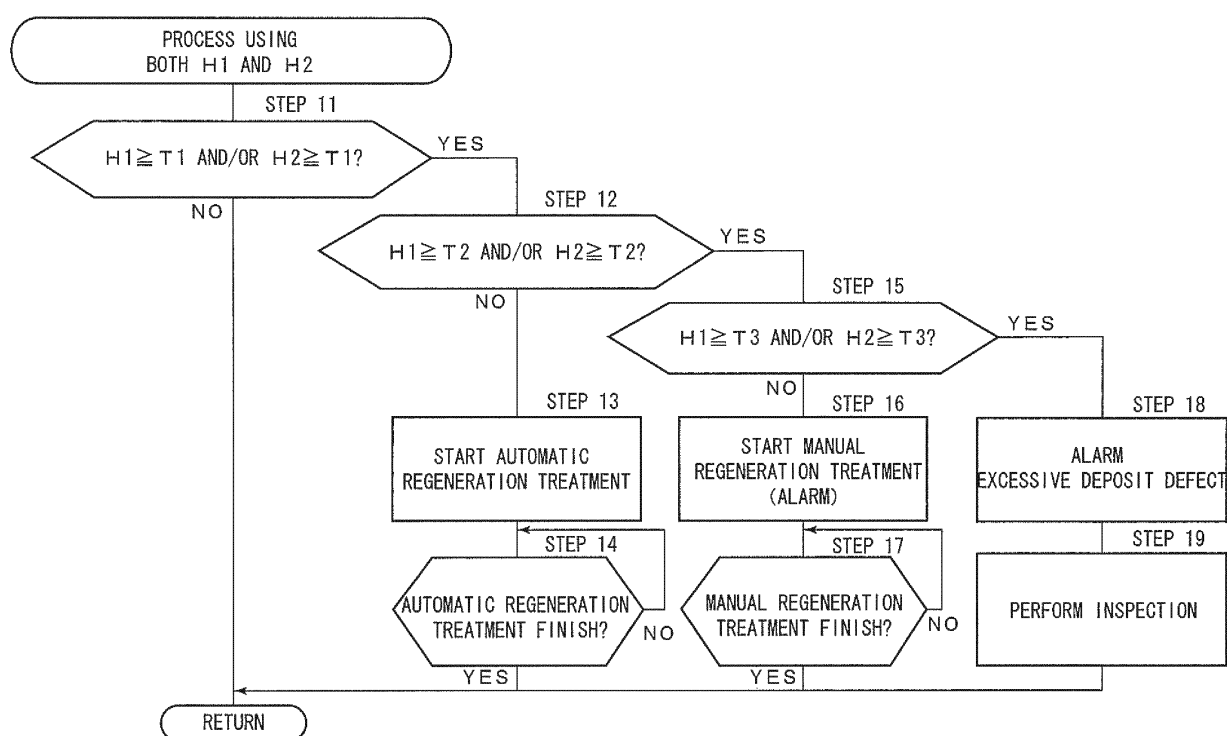 PROCESS USING
BOTH H1 AND H2
STEP 11
H1≧T1 AND/OR H2≧T1?
YES
NO
STEP 12
H1≧T2 AND/OR H2≧T2?
YES
NO
STEP 15
H1≧T3 AND/OR H2≧T3?
YES
NO
STEP 13
START AUTOMATIC
REGENERATION TREATMENT
STEP 14
AUTOMATIC REGENERATION
TREATMENT FINISH?
NO
YES
STEP 16
START MANUAL
REGENERATION TREATMENT
(ALARM)
STEP 17
MANUAL REGENERATION
TREATMENT FINISH?
NO
YES
STEP 18
ALARM
EXCESSIVE DEPOSIT DEFECT
STEP 19
PERFORM INSPECTION
RETURN